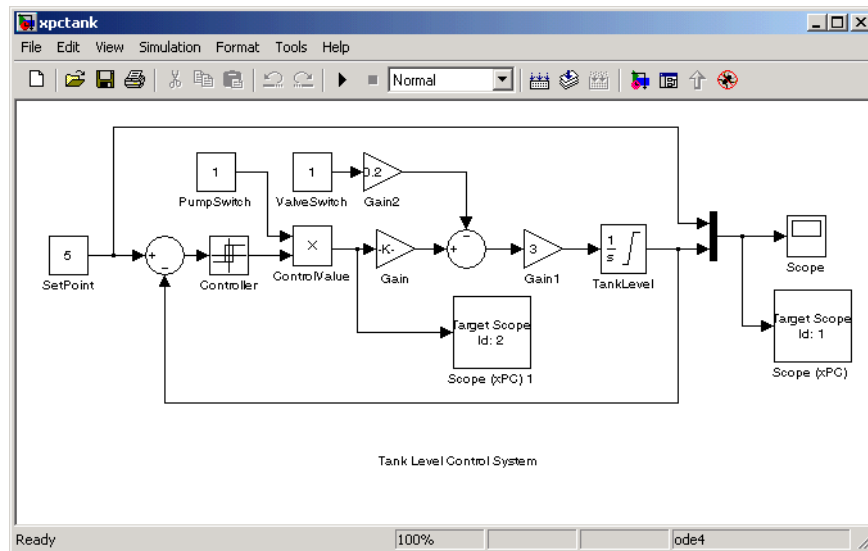 xpctank
File Edit View Simulation Format Tools Help
Normal
1
PumpSwitch
1
ValveSwitch
0.2
Gain2
5
SetPoint
+
−
Controller
×
ControlValue
-K-
Gain
+
−
3
Gain1
1
s
TankLevel
Scope
Target Scope
Id: 2
Scope (xPC) 1
Target Scope
Id: 1
Scope (xPC)
Tank Level Control System
Ready 100% ode4